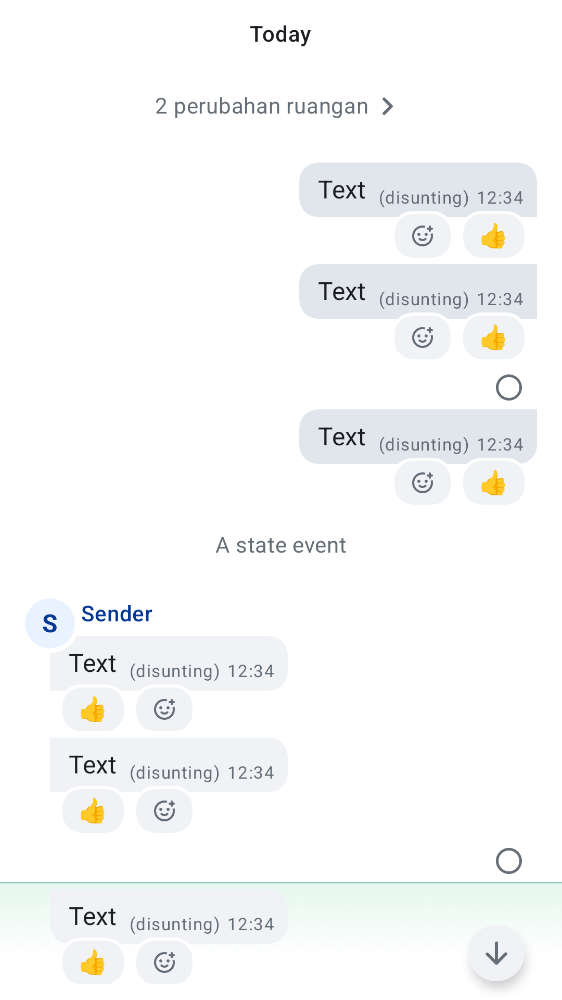 Today
2 perubahan ruangan
Text (disunting) 12:34
👍
Text (disunting) 12:34
👍
Text (disunting) 12:34
👍
A state event
S Sender
Text (disunting) 12:34
👍
Text (disunting) 12:34
👍
Text (disunting) 12:34
👍